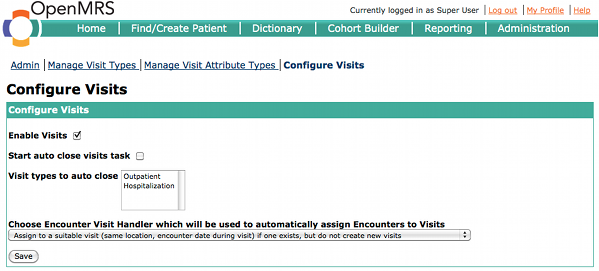 OpenMRS
Currently logged in as Super User | Log out | My Profile | Help
Home | Find/Create Patient | Dictionary | Cohort Builder | Reporting | Administration
Admin | Manage Visit Types | Manage Visit Attribute Types | Configure Visits
Configure Visits
Configure Visits
Enable Visits
Start auto close visits task
Visit types to auto close
Outpatient
Hospitalization
Choose Encounter Visit Handler which will be used to automatically assign Encounters to Visits
Assign to a suitable visit (same location, encounter date during visit) if one exists, but do not create new visits
Save